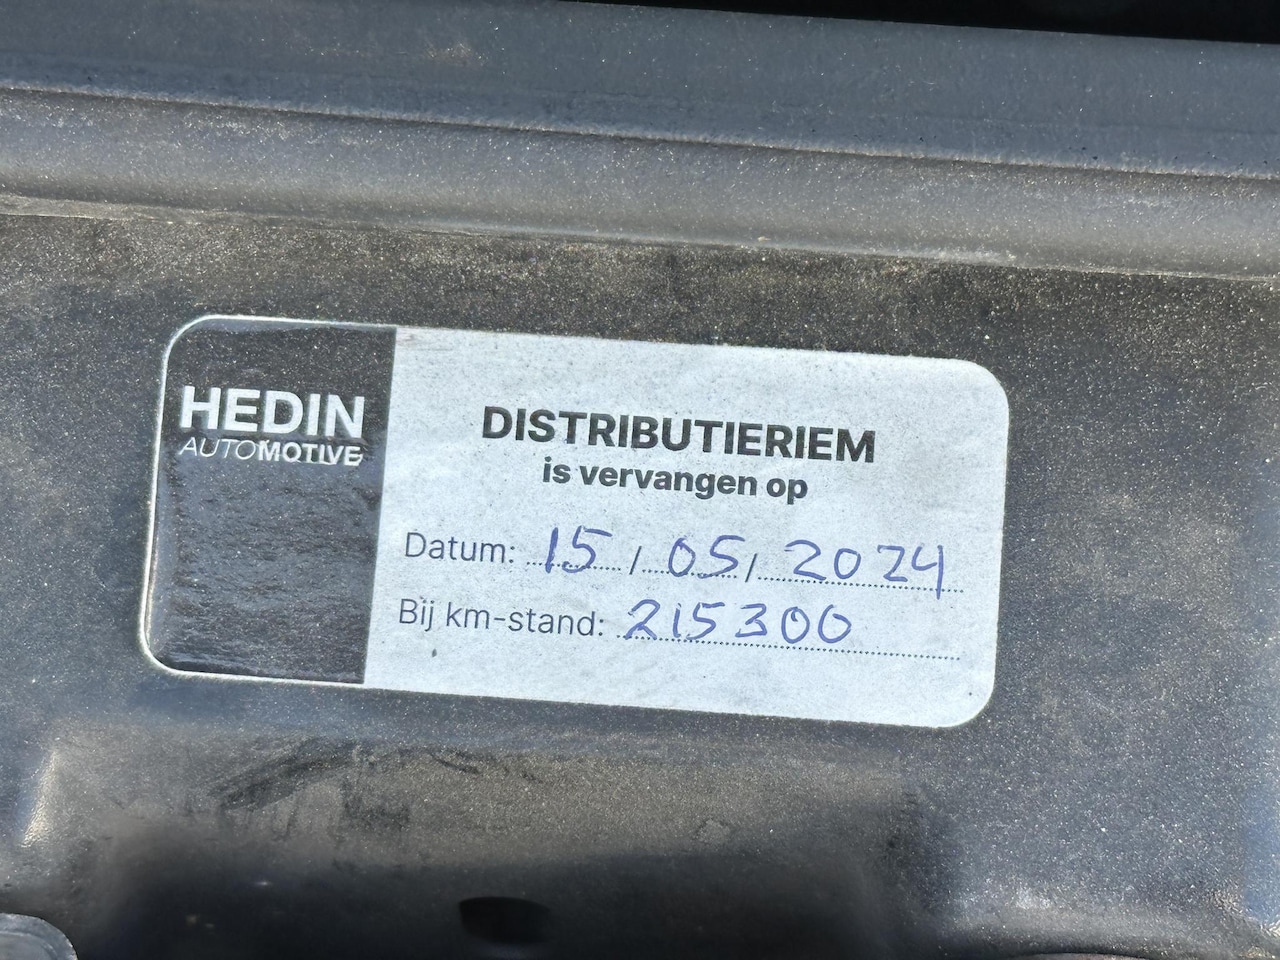 HEDIN
AUTOMOTIVE
DISTRIBUTIERIEM
is vervangen op
Datum: 15 / 05 / 2024
Bij km-stand: 215300